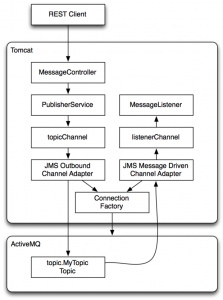 REST Client
Tomcat
MessageController
PublisherService
MessageListener
topicChannel
listenerChannel
JMS Outbound
Channel Adapter
JMS Message Driven
Channel Adapter
Connection
Factory
ActiveMQ
topic.MyTopic
Topic